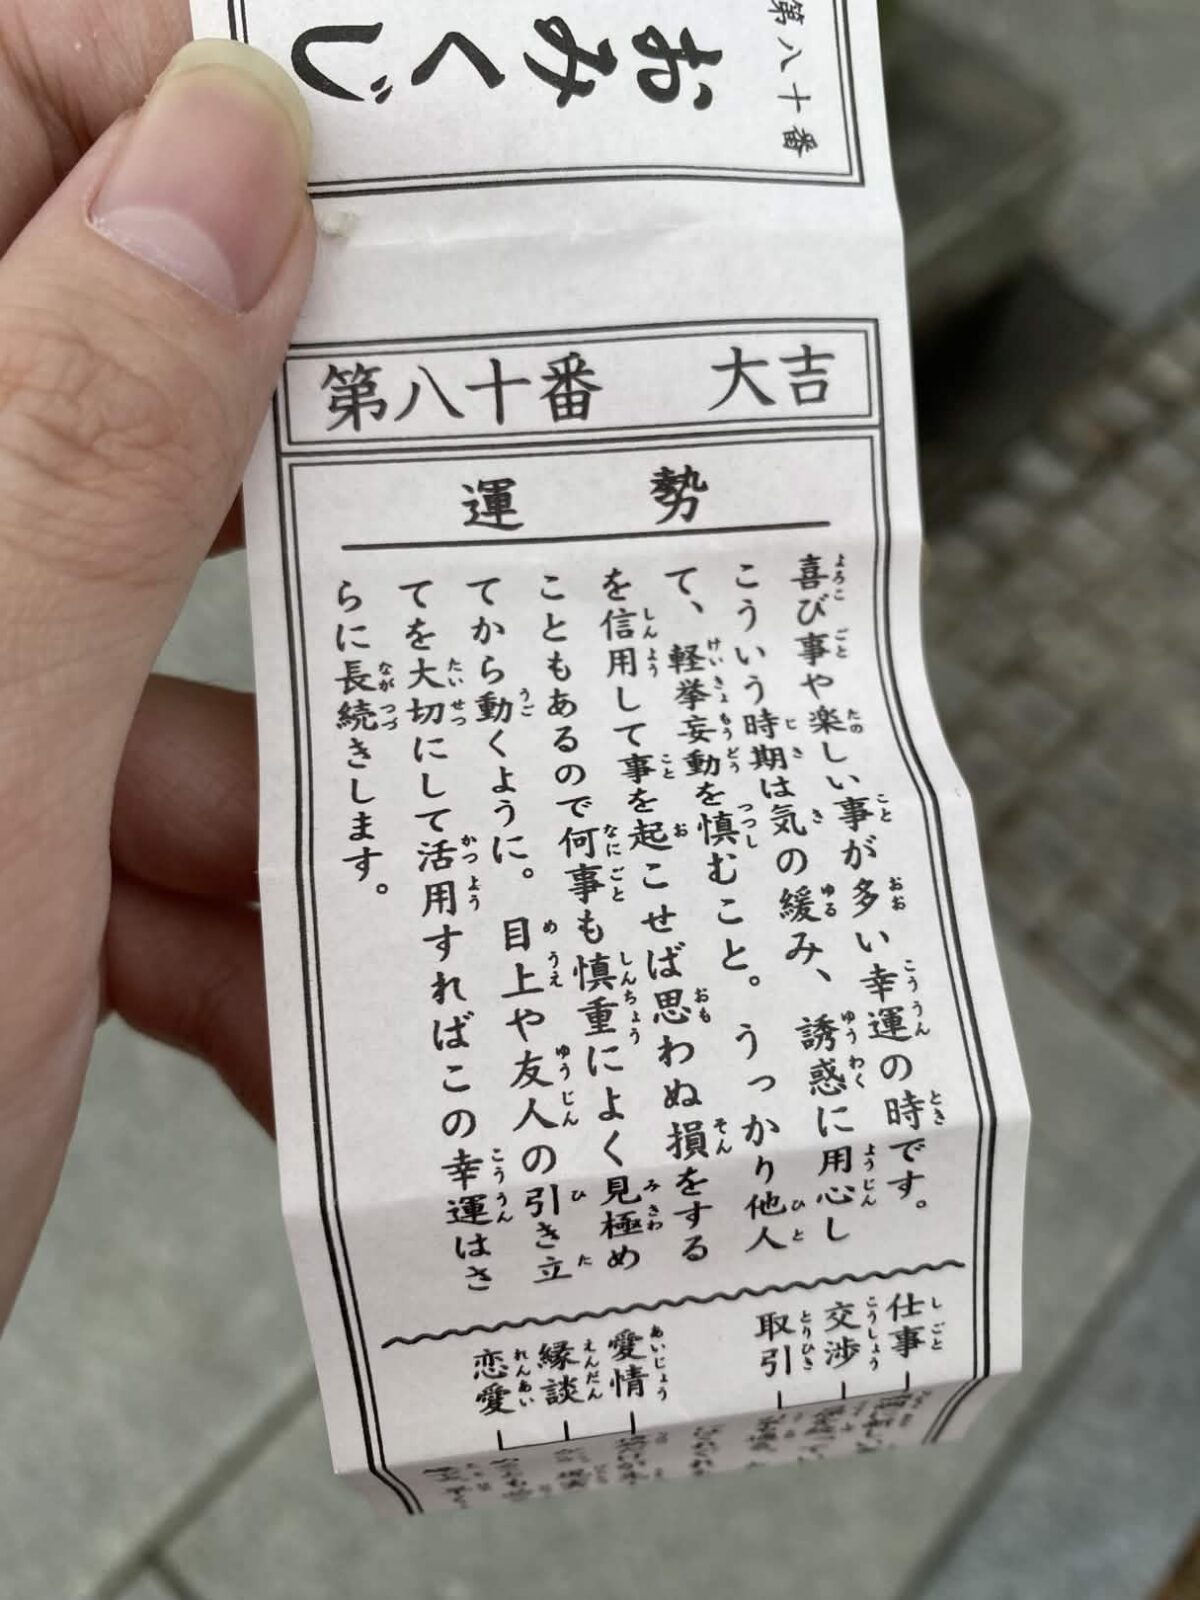 第八十番
おみくじ
第八十番 大吉
運勢
喜び事や楽しい事が多い幸運の時です。
こういう時期は気の緩み、誘惑に用心し
て、軽挙妄動を慎むこと。うっかり他人
を信用して事を起こせば思わぬ損をする
こともあるので何事も慎重によく見極め
てから動くように。目上や友人の引き立
てを大切にして活用すればこの幸運はさ
らに長続きします。
仕事
交渉
取引
愛情
縁談
恋愛